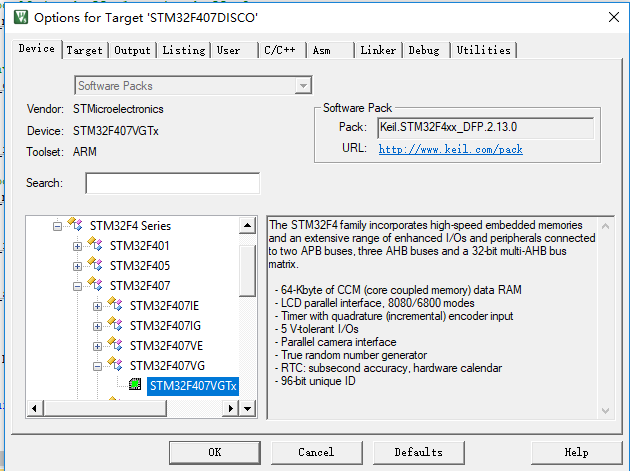 Options for Target 'STM32F407DISCO'
Device Target Output Listing User C/C++ Asm Linker Debug Utilities
Software Packs
Software Pack
Vendor: STMicroelectronics
Device: STM32F407VGTx
Toolset: ARM
Pack: Keil.STM32F4xx_DFP.2.13.0
URL: http://www.keil.com/pack
Search:
STM32F4 Series
STM32F401
STM32F405
STM32F407
STM32F407IE
STM32F407IG
STM32F407VE
STM32F407VG
STM32F407VGTx
The STM32F4 family incorporates high-speed embedded memories
and an extensive range of enhanced I/Os and peripherals connected
to two APB buses, three AHB buses and a 32-bit multi-AHB bus
matrix.
- 64-Kbyte of CCM (core coupled memory) data RAM
- LCD parallel interface, 8080/6800 modes
- Timer with quadrature (incremental) encoder input
- 5 V-tolerant I/Os
- Parallel camera interface
- True random number generator
- RTC: subsecond accuracy, hardware calendar
- 96-bit unique ID
OK Cancel Defaults Help